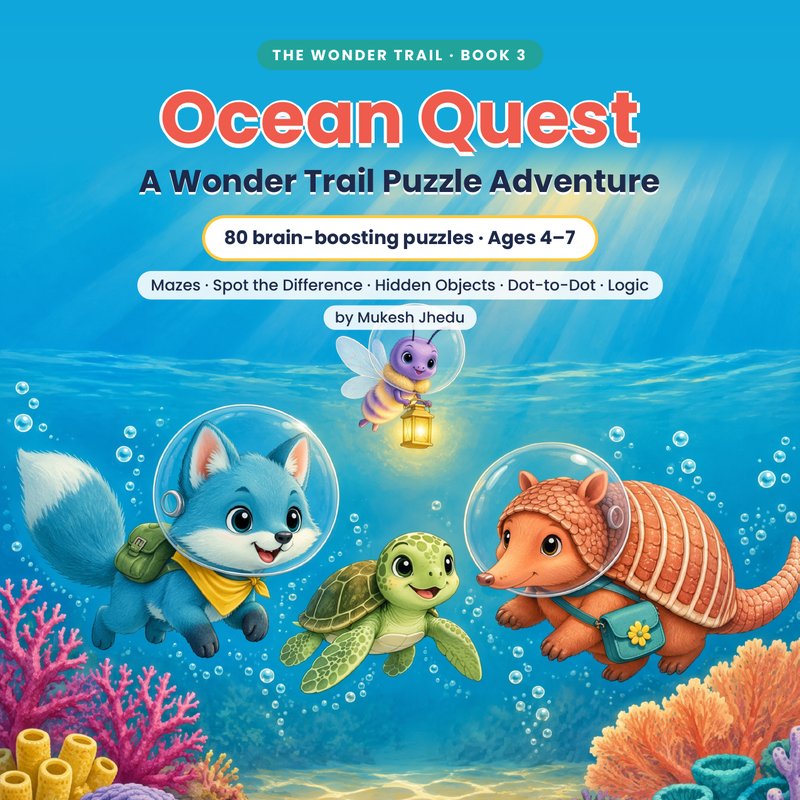 THE WONDER TRAIL · BOOK 3
Ocean Quest
A Wonder Trail Puzzle Adventure
80 brain-boosting puzzles · Ages 4–7
Mazes · Spot the Difference · Hidden Objects · Dot-to-Dot · Logic
by Mukesh Jhedu